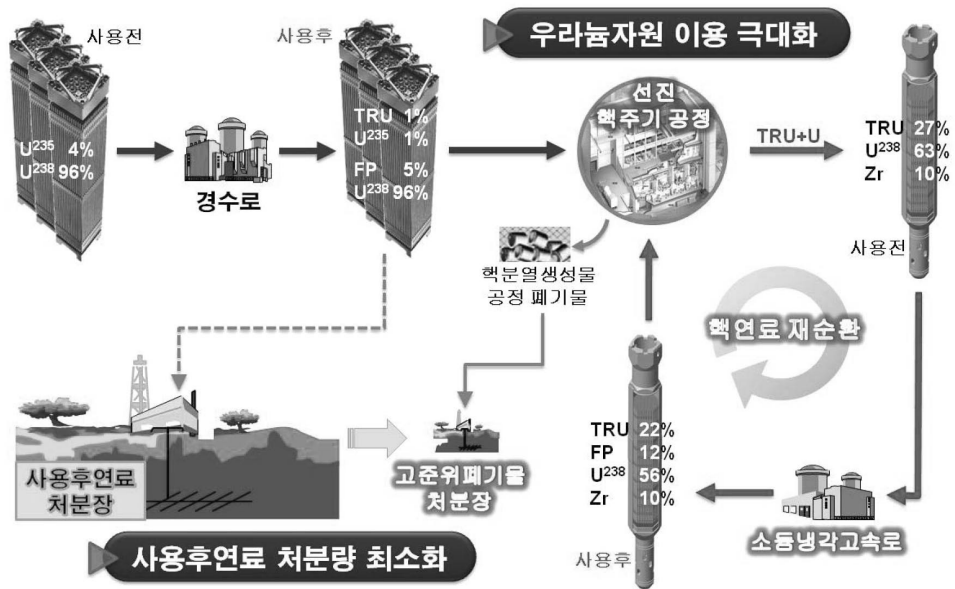 사용전
U235 4%
U238 96%
경수로
사용후
TRU 1%
U235 1%
FP 5%
U238 96%
우라늄자원 이용 극대화
선진
핵주기 공정
TRU+U
TRU 27%
U238 63%
Zr 10%
사용전
핵분열생성물
공정 폐기물
핵연료 재순환
사용후연료
처분장
고준위폐기물
처분장
TRU 22%
FP 12%
U238 56%
Zr 10%
사용후
소듐냉각고속로
사용후연료 처분량 최소화